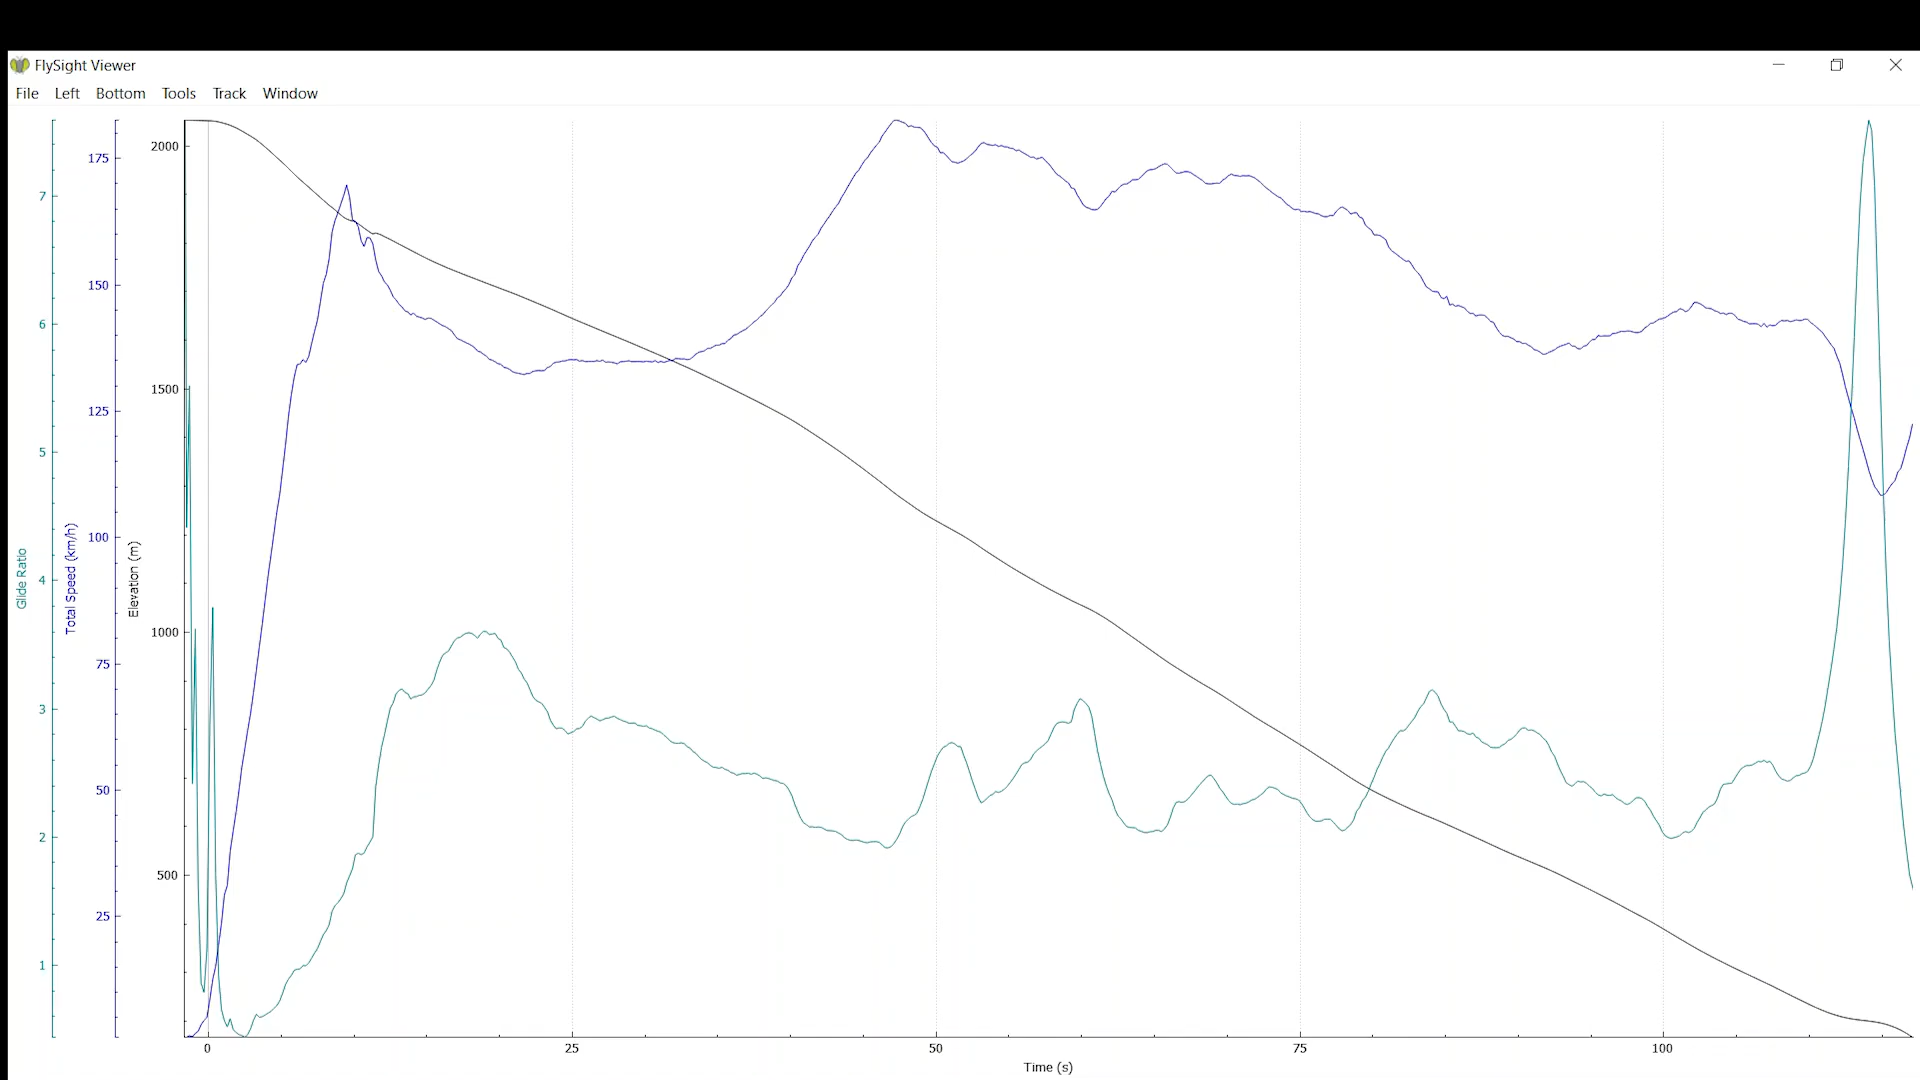 FlySight Viewer
File Left Bottom Tools Track Window
Glide Ratio
7
6
5
4
3
2
1
Total Speed (km/h)
175
150
125
100
75
50
25
Elevation (m)
2000
1500
1000
500
0 25 50 75 100
Time (s)